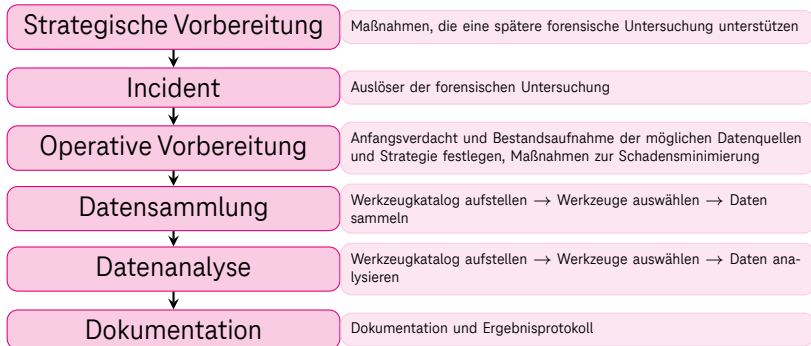 Strategische Vorbereitung
Maßnahmen, die eine spätere forensische Untersuchung unterstützen
Incident
Auslöser der forensischen Untersuchung
Operative Vorbereitung
Anfangsverdacht und Bestandsaufnahme der möglichen Datenquellen
und Strategie festlegen, Maßnahmen zur Schadensminimierung
Datensammlung
Werkzeugkatalog aufstellen → Werkzeuge auswählen → Daten
sammeln
Datenanalyse
Werkzeugkatalog aufstellen → Werkzeuge auswählen → Daten ana-
lysieren
Dokumentation
Dokumentation und Ergebnisprotokoll